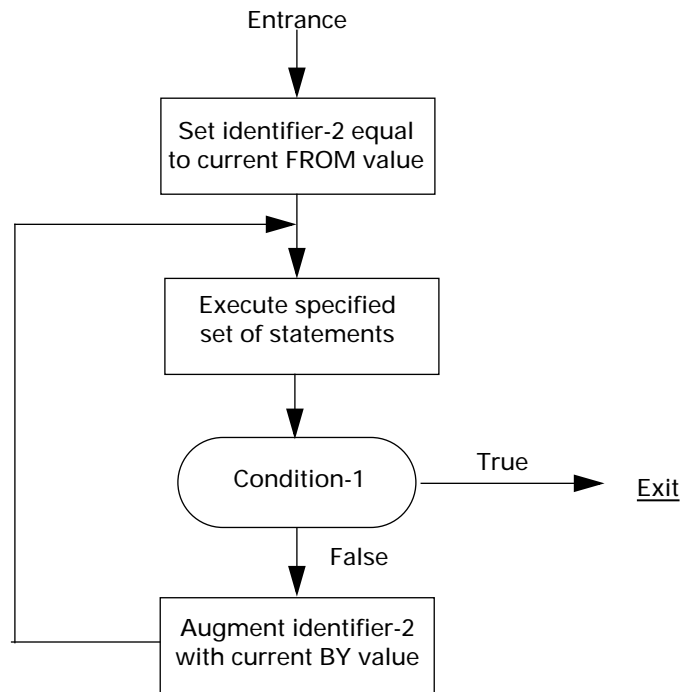 Entrance
Set identifier-2 equal
to current FROM value
Execute specified
set of statements
Condition-1
True
Exit
False
Augment identifier-2
with current BY value